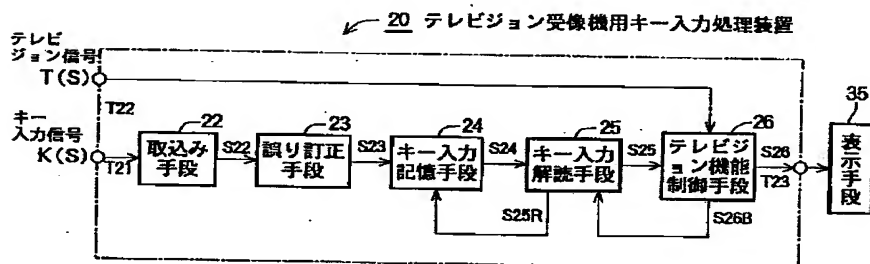 20 テレビジョン受像機用キー入力処理装置
テレビ
ジョン信号
T(S)
T22
キー
入力信号
K(S)
T21
22
取込み
手段
S22
23
誤り訂正
手段
S23
24
キー入力
記憶手段
S24
25
キー入力
解読手段
S25
26
テレビジ
ョン機能
制御手段
S26
T23
35
表示手段
S25R
S26B